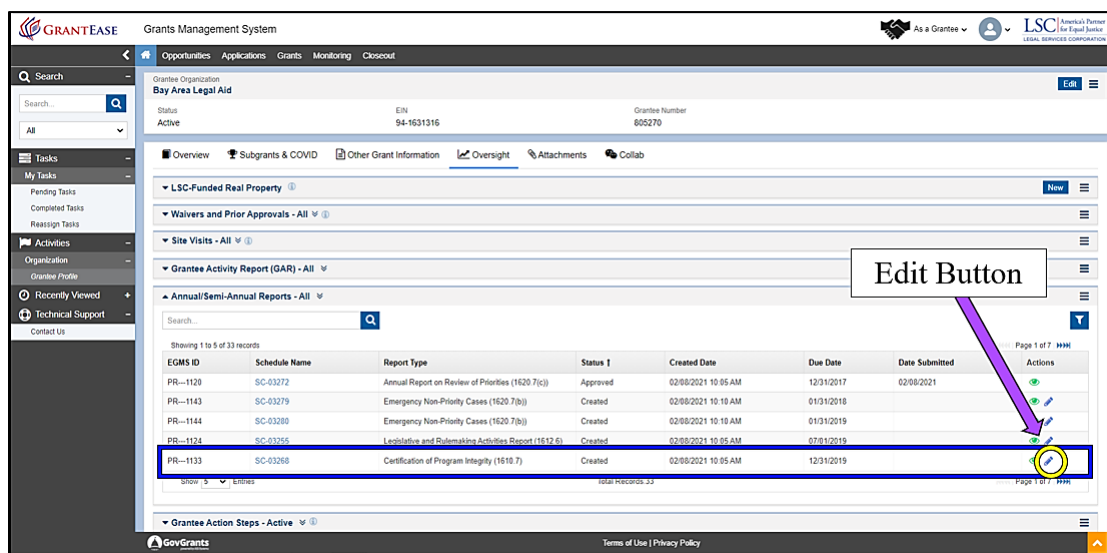 GRANTEASE
Grants Management System
As a Grantee
LSC America's Partner for Equal Justice
LEGAL SERVICES CORPORATION
Opportunities Applications Grants Monitoring Closeout
Search
Search...
All
Tasks
My Tasks
Pending Tasks
Completed Tasks
Reassign Tasks
Activities
Organization
Grantee Profile
Recently Viewed
Technical Support
Contact Us
Grantee Organization
Bay Area Legal Aid
Edit
Status EIN Grantee Number
Active 94-1631316 805270
Overview Subgrants & COVID Other Grant Information Oversight Attachments Collab
LSC-Funded Real Property
New
Waivers and Prior Approvals - All
Site Visits - All
Grantee Activity Report (GAR) - All
Edit Button
Annual/Semi-Annual Reports - All
Search...
Showing 1 to 5 of 33 records Page 1 of 7
EGMS ID Schedule Name Report Type Status Created Date Due Date Date Submitted Actions
PR---1120 SC-03272 Annual Report on Review of Priorities (1620.7(c)) Approved 02/08/2021 10:05 AM 12/31/2017 02/08/2021
PR---1143 SC-03279 Emergency Non-Priority Cases (1620.7(b)) Created 02/08/2021 10:10 AM 01/31/2018
PR---1144 SC-03280 Emergency Non-Priority Cases (1620.7(b)) Created 02/08/2021 10:10 AM 01/31/2019
PR---1124 SC-03255 Legislative and Rulemaking Activities Report (1612.6) Created 02/08/2021 10:05 AM 07/01/2019
PR---1133 SC-03268 Certification of Program Integrity (1610.7) Created 02/08/2021 10:05 AM 12/31/2019
Show 5 Entries Total Records:33 Page 1 of 7
Grantee Action Steps - Active
GovGrants
Terms of Use | Privacy Policy